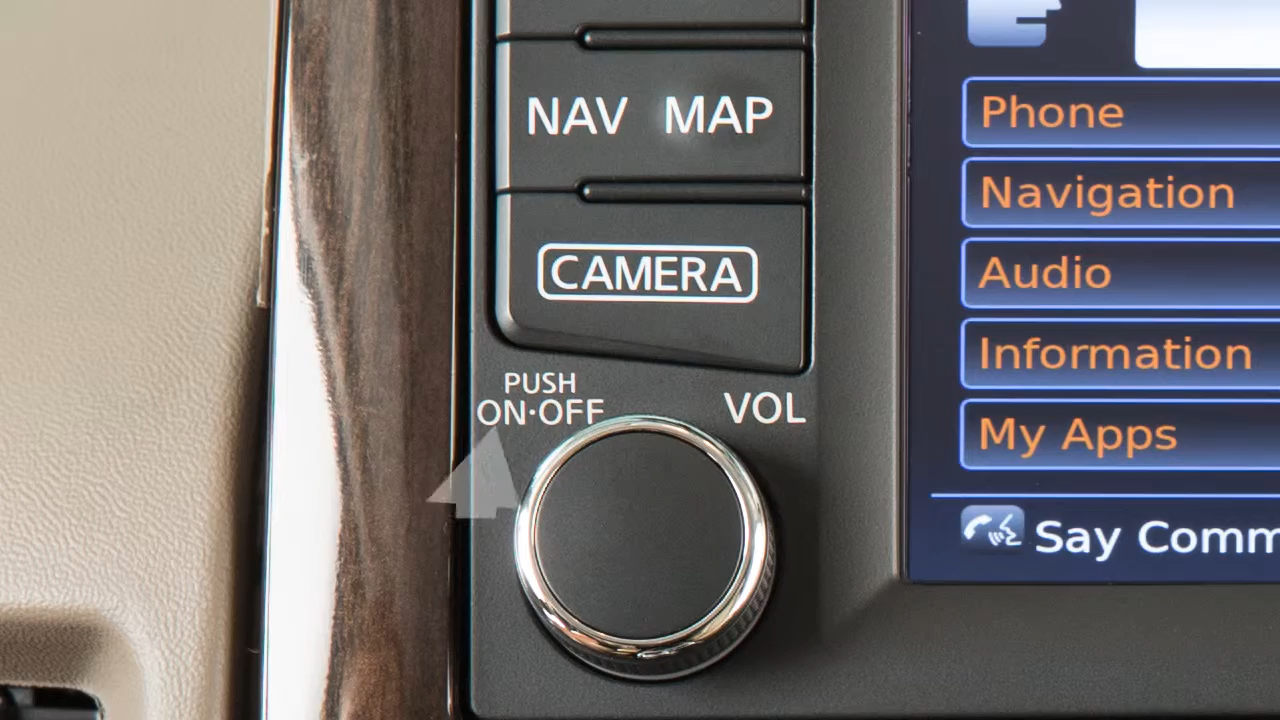 NAV MAP
CAMERA
PUSH
ON·OFF
VOL
Phone
Navigation
Audio
Information
My Apps
Say Comm